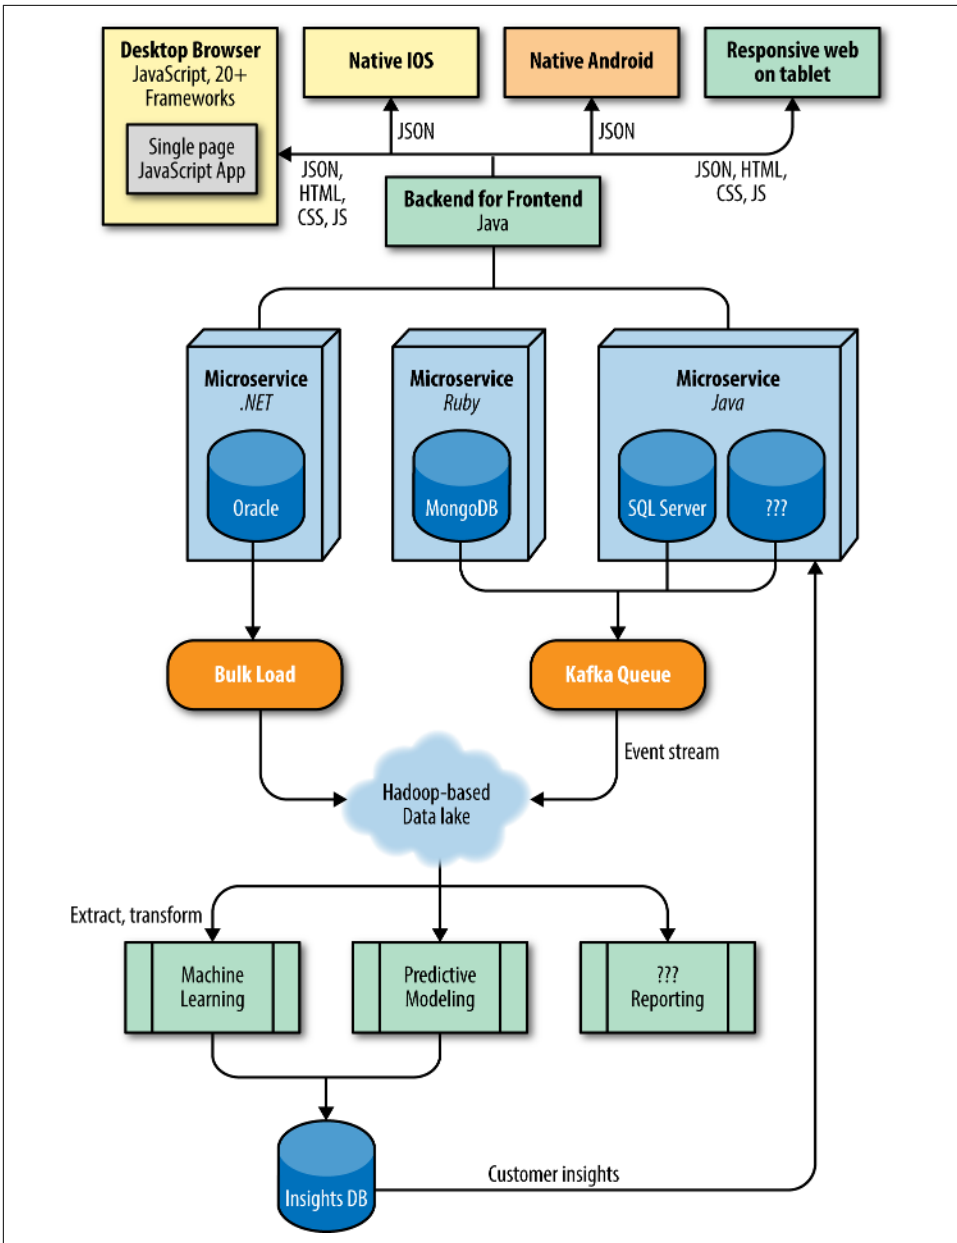 Desktop Browser
JavaScript, 20+
Frameworks
Single page
JavaScript App
Native IOS
Native Android
Responsive web
on tablet
JSON
JSON
JSON,
HTML,
CSS, JS
JSON, HTML,
CSS, JS
Backend for Frontend
Java
Microservice
.NET
Oracle
Microservice
Ruby
MongoDB
Microservice
Java
SQL Server
???
Bulk Load
Kafka Queue
Event stream
Hadoop-based
Data lake
Extract, transform
Machine
Learning
Predictive
Modeling
???
Reporting
Customer insights
Insights DB